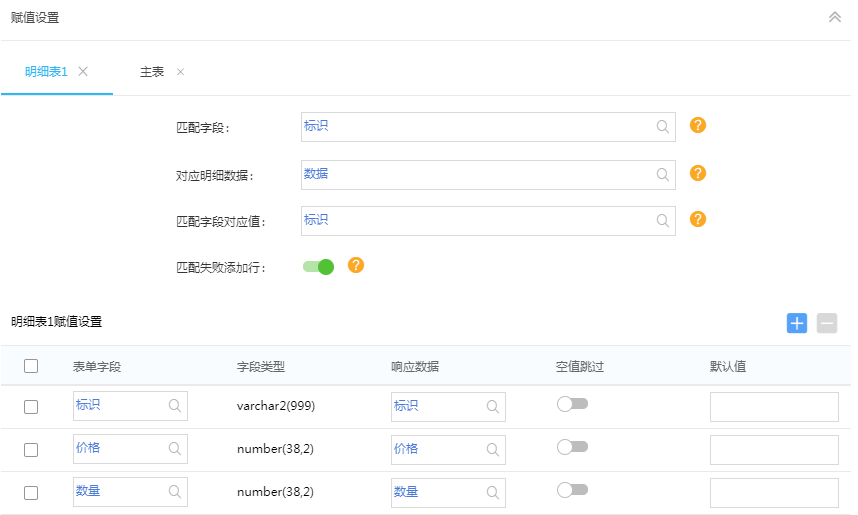 赋值设置
明细表1 主表
匹配字段: 标识 ?
对应明细数据: 数据 ?
匹配字段对应值: 标识 ?
匹配失败添加行: ?
明细表1赋值设置
表单字段 字段类型 响应数据 空值跳过 默认值
标识 varchar2(999) 标识
价格 number(38,2) 价格
数量 number(38,2) 数量